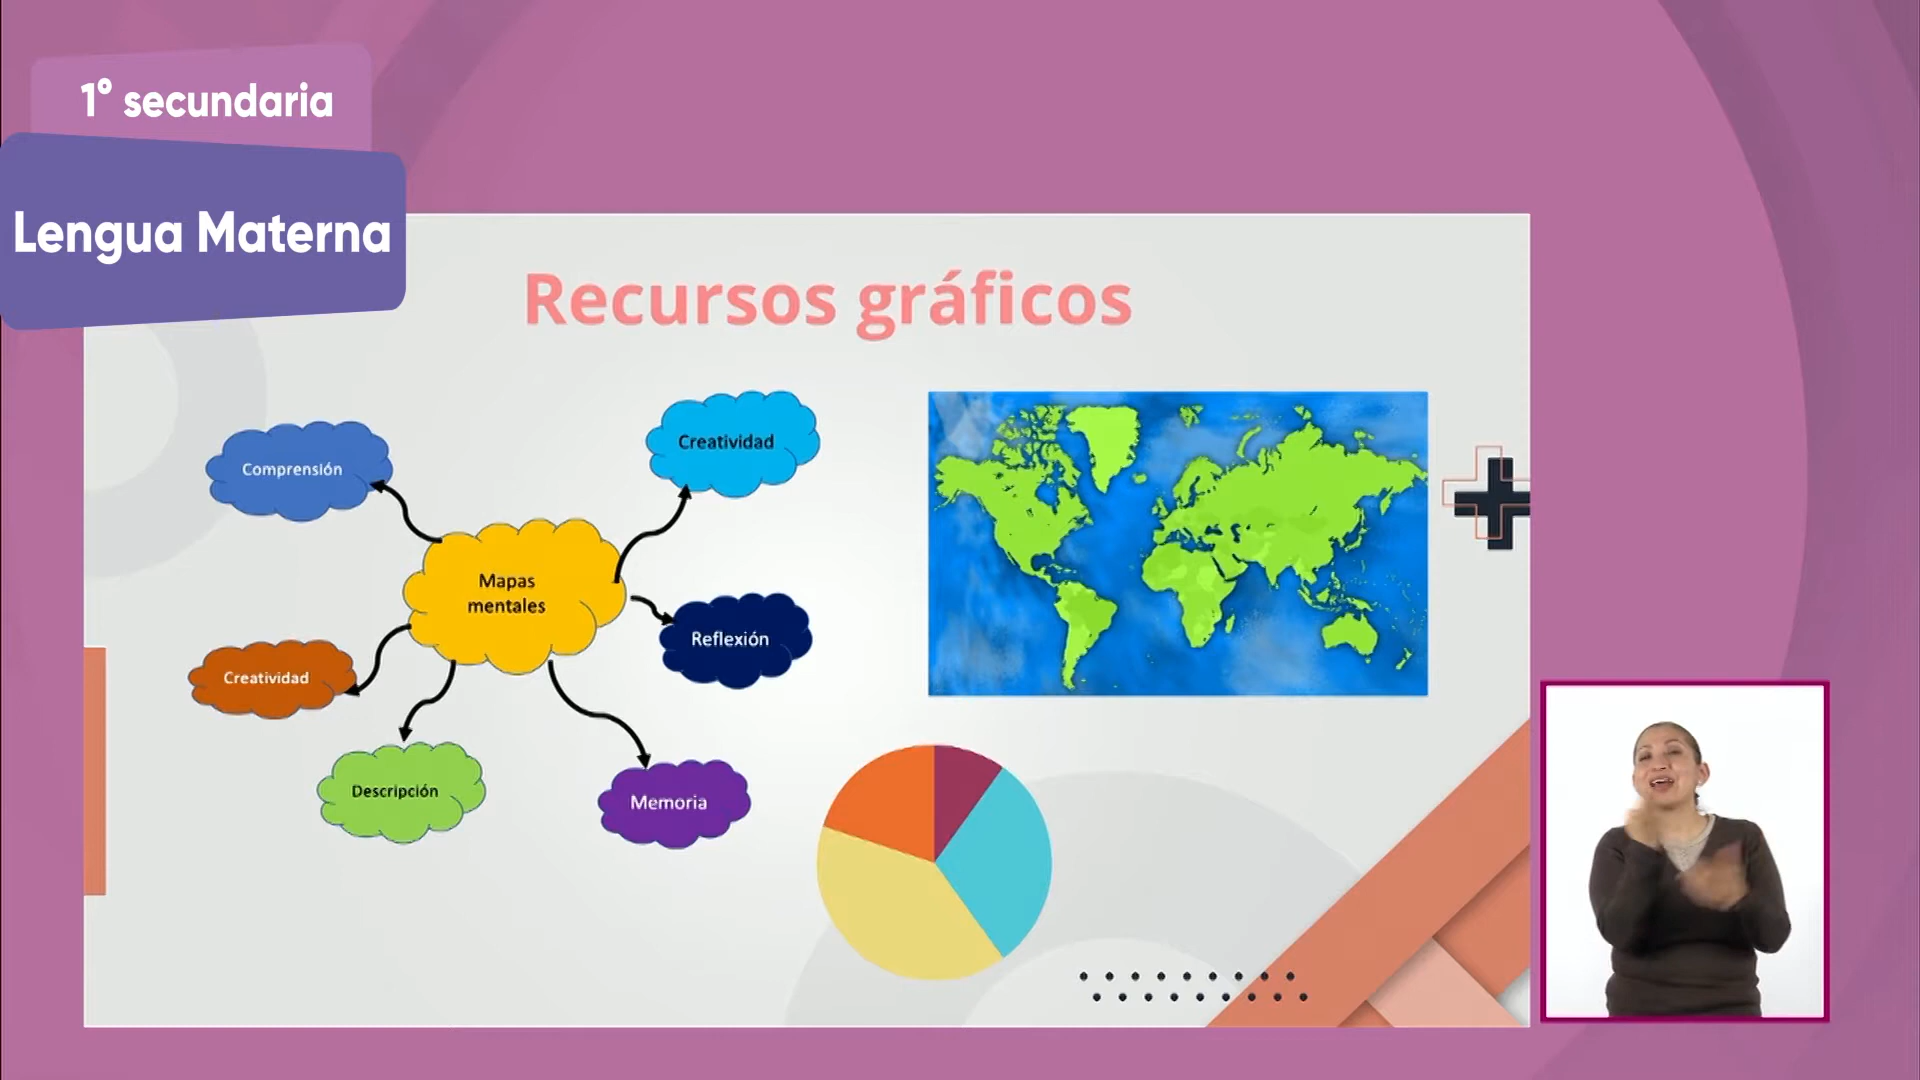 1° secundaria
Lengua Materna
Recursos gráficos
Comprensión
Creatividad
Mapas
mentales
Reflexión
Creatividad
Descripción
Memoria